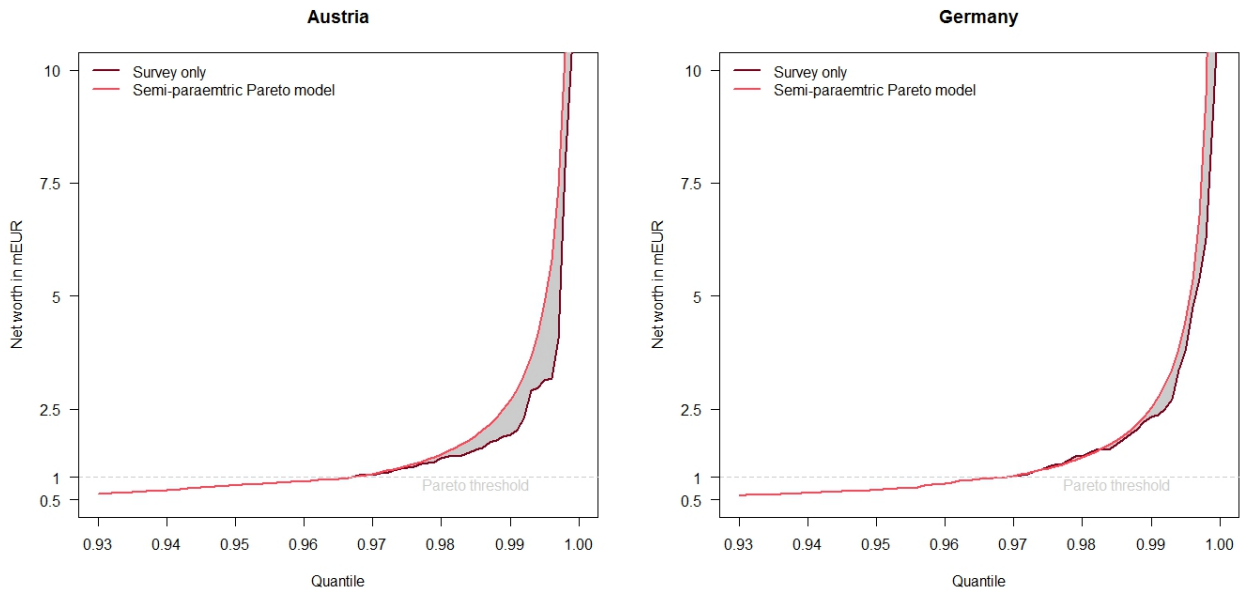 Austria
Survey only
Semi-paraemtric Pareto model
Net worth in mEUR
10
7.5
5
2.5
1
0.5
Pareto threshold
0.93 0.94 0.95 0.96 0.97 0.98 0.99 1.00
Quantile
Germany
Survey only
Semi-paraemtric Pareto model
Net worth in mEUR
10
7.5
5
2.5
1
0.5
Pareto threshold
0.93 0.94 0.95 0.96 0.97 0.98 0.99 1.00
Quantile